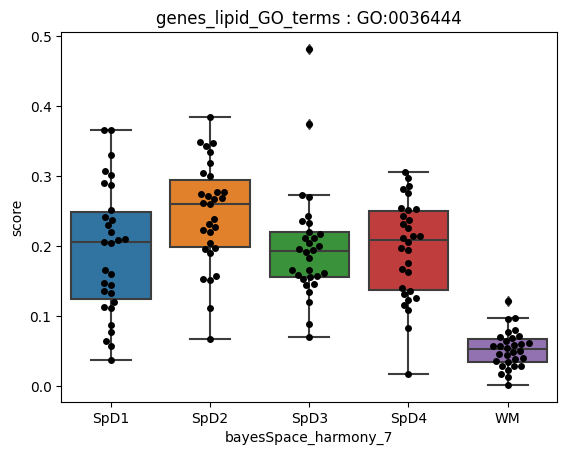 genes_lipid_GO_terms : GO:0036444
0.5
0.4
0.3
0.2
0.1
0.0
score
SpD1 SpD2 SpD3 SpD4 WM
bayesSpace_harmony_7